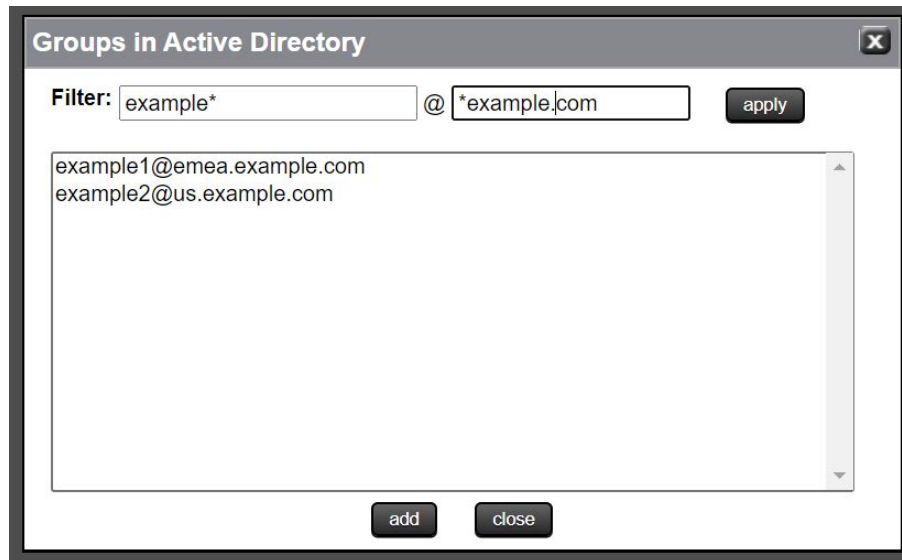 Groups in Active Directory X
Filter: example* @ *example.com apply
example1@emea.example.com
example2@us.example.com
add close